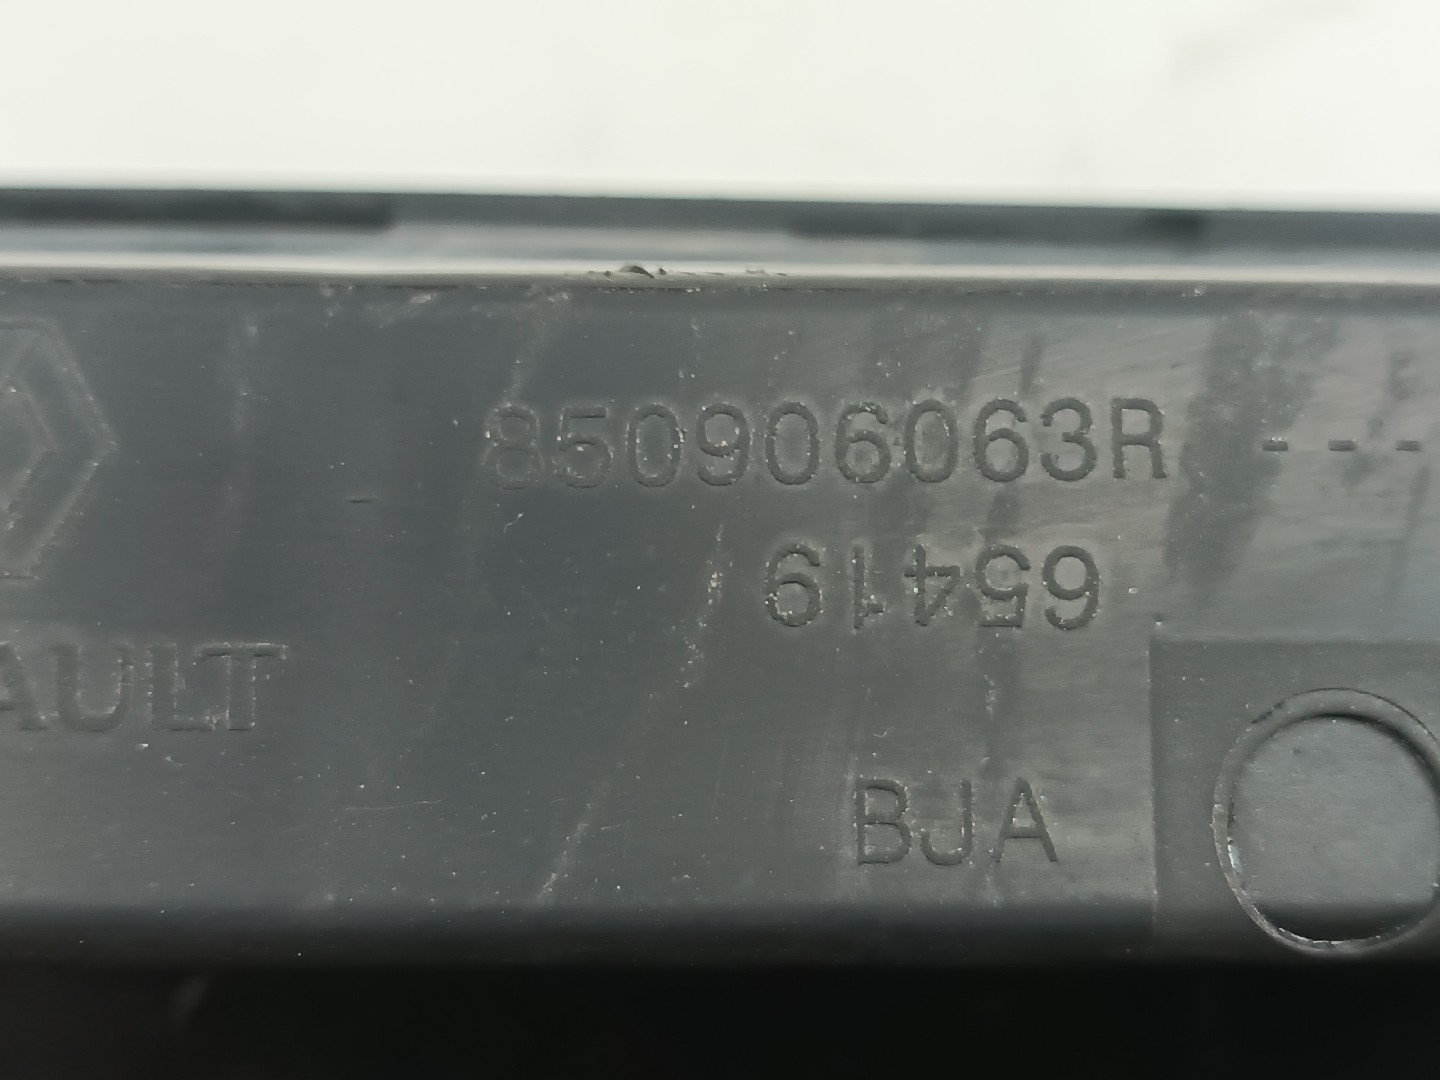 850906063R ---
65419
AULT
BJA